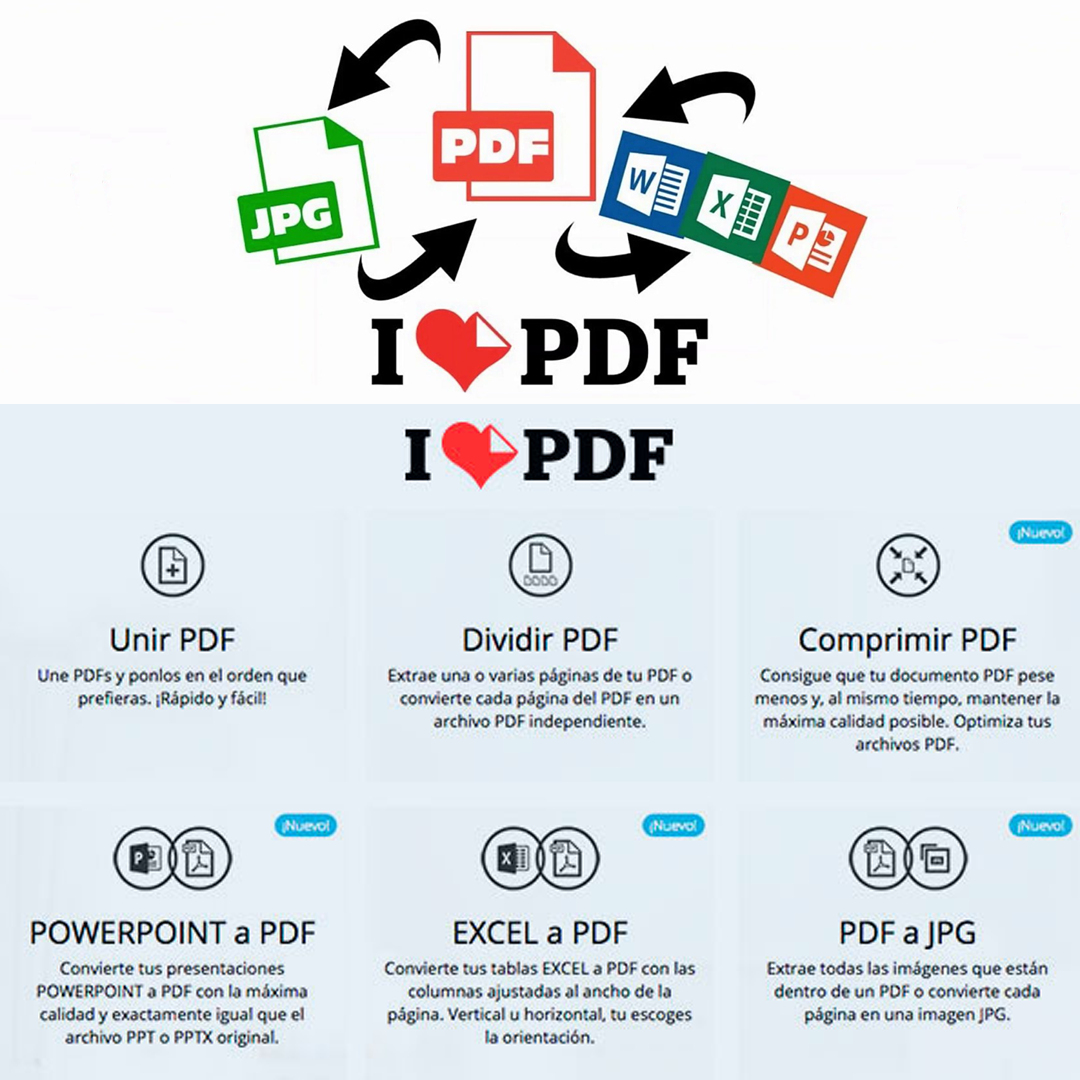 PDF
JPG
W
X
P
I PDF
I PDF
¡Nuevo!
Unir PDF
Une PDFs y ponlos en el orden que
prefieras. ¡Rápido y fácil!
Dividir PDF
Extrae una o varias páginas de tu PDF o
convierte cada página del PDF en un
archivo PDF independiente.
Comprimir PDF
Consigue que tu documento PDF pese
menos y, al mismo tiempo, mantener la
máxima calidad posible. Optimiza tus
archivos PDF.
¡Nuevo!
P
POWERPOINT a PDF
Convierte tus presentaciones
POWERPOINT a PDF con la máxima
calidad y exactamente igual que el
archivo PPT o PPTX original.
¡Nuevo!
X
EXCEL a PDF
Convierte tus tablas EXCEL a PDF con las
columnas ajustadas al ancho de la
página. Vertical u horizontal, tu escoges
la orientación.
¡Nuevo!
PDF a JPG
Extrae todas las imágenes que están
dentro de un PDF o convierte cada
página en una imagen JPG.